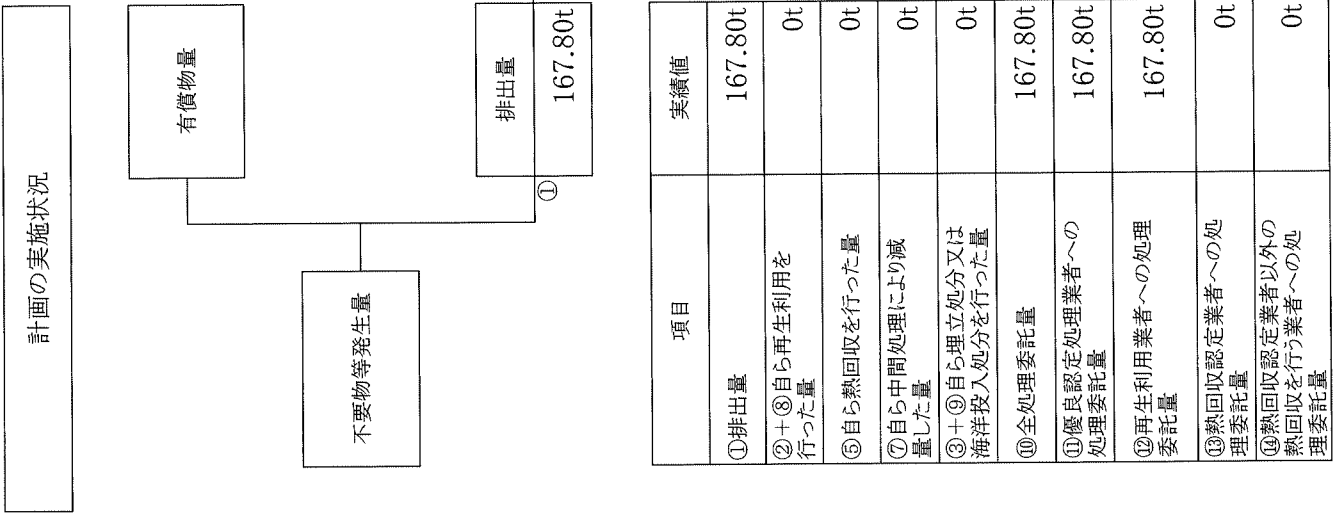 計画の実施状況
有償物量
不要物等発生量
①
排出量
167.80t
項目
実績値
①排出量
167.80t
②+⑧自ら再生利用を
行った量
0t
⑤自ら熱回収を行った量
0t
⑦自ら中間処理により減
量した量
0t
③+⑨自ら埋立処分又は
海洋投入処分を行った量
0t
⑩全処理委託量
167.80t
⑪優良認定処理業者への
処理委託量
167.80t
⑫再生利用業者への処理
委託量
167.80t
⑬熱回収認定業者への処
理委託量
0t
⑭熱回収認定業者以外の
熱回収を行う業者への処
理委託量
0t